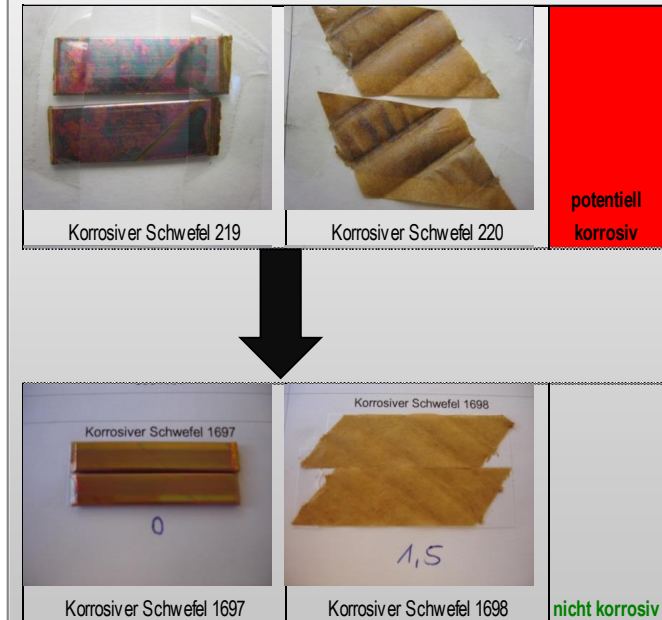 Korrosiver Schwefel 219
Korrosiver Schwefel 220
potentiell
korrosiv
Korrosiver Schwefel 1697
0
Korrosiver Schwefel 1698
1,5
Korrosiver Schwefel 1697
Korrosiver Schwefel 1698
nicht korrosiv